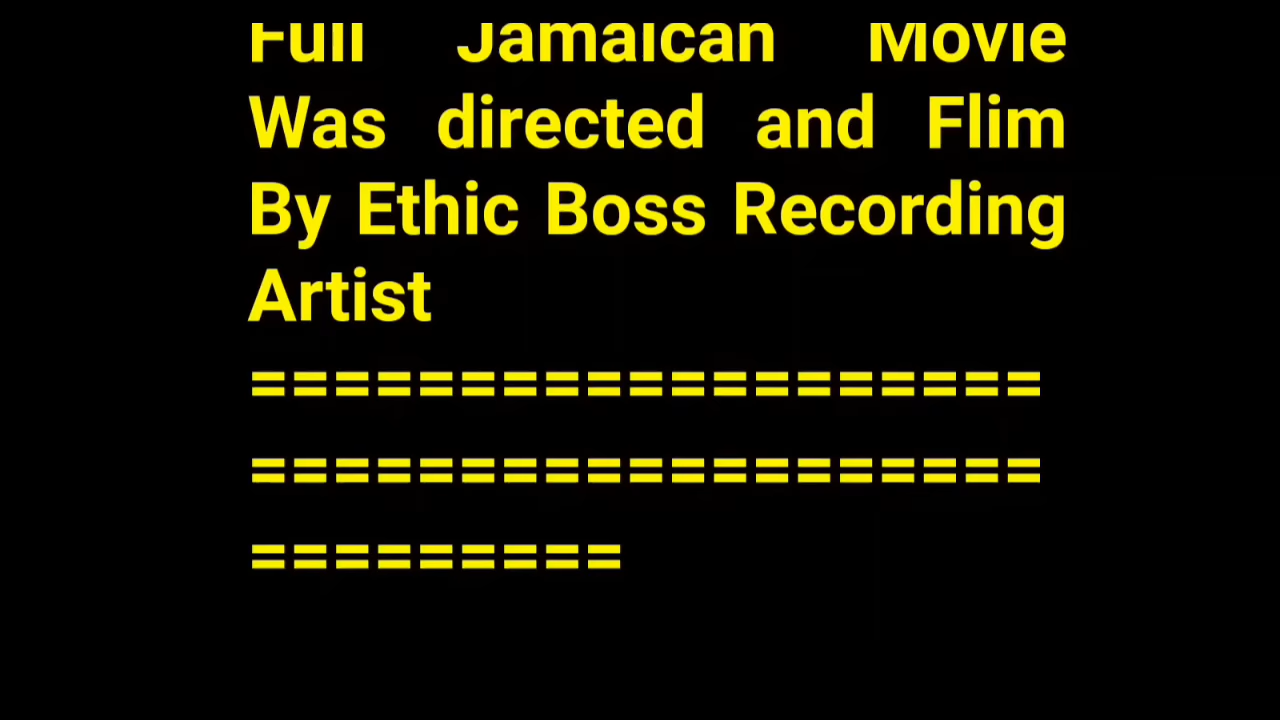 Full Jamaican Movie
Was directed and Flim
By Ethic Boss Recording
Artist
===================
===================
=========